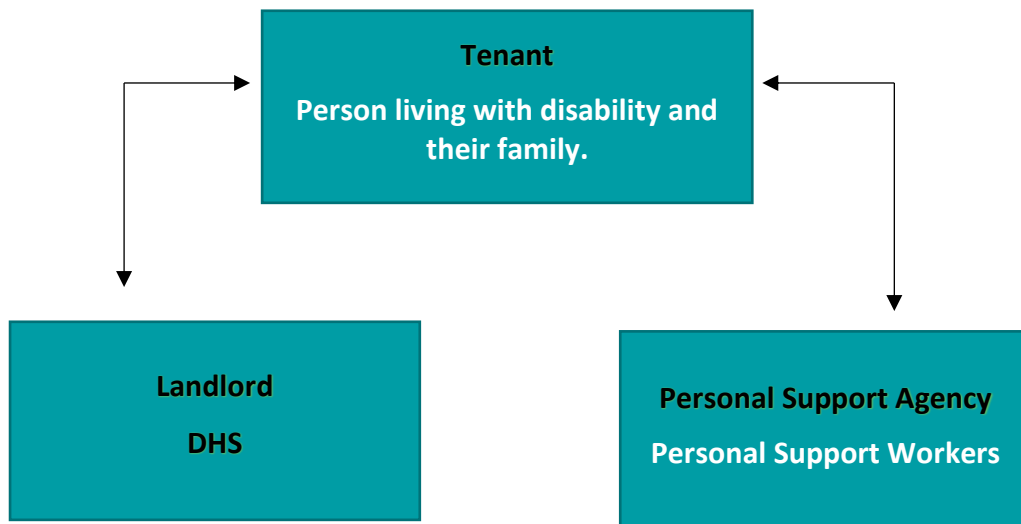 Tenant
Person living with disability and
their family.
Landlord
DHS
Personal Support Agency
Personal Support Workers